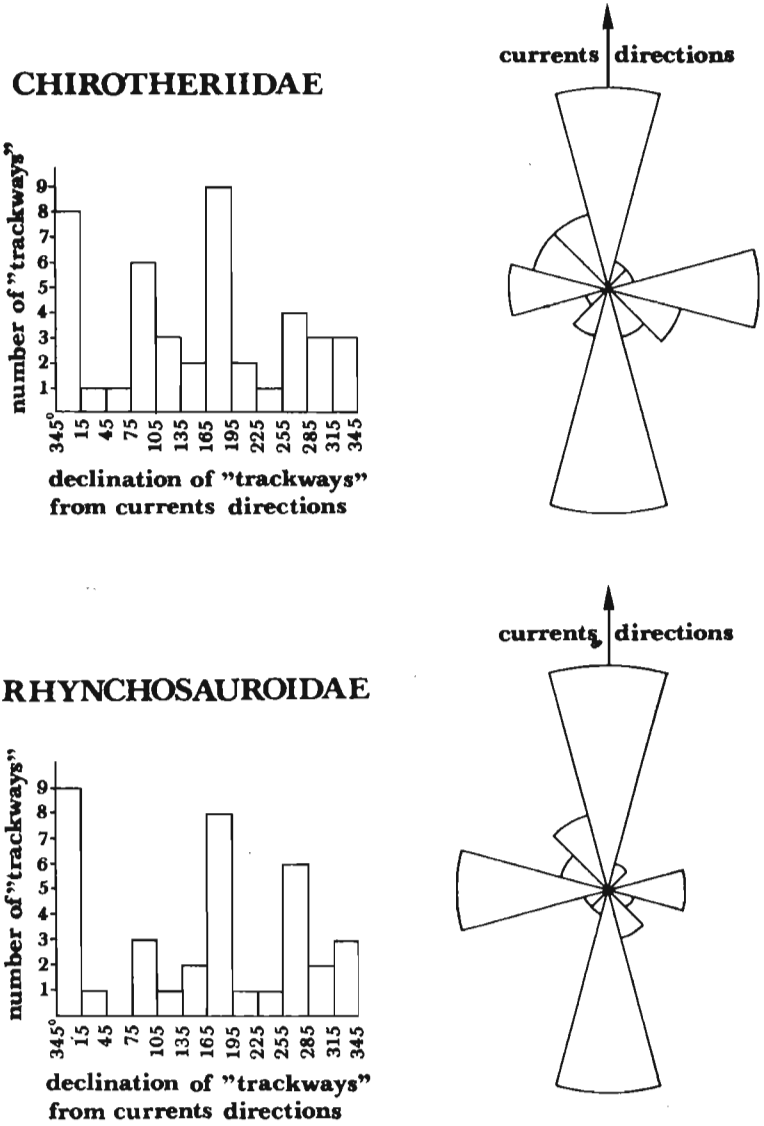 currents directions
CHIROTHERIIDAE
number of "trackways"
9
8
7
6
5
4
3
2
1
345° 15 45 75 105 135 165 195 225 255 285 315 345
declination of "trackways"
from currents directions
currents directions
RHYNCHOSAUROIDAE
number of "trackways"
9
8
7
6
5
4
3
2
1
345° 15 45 75 105 135 165 195 225 255 285 315 345
declination of "trackways"
from currents directions